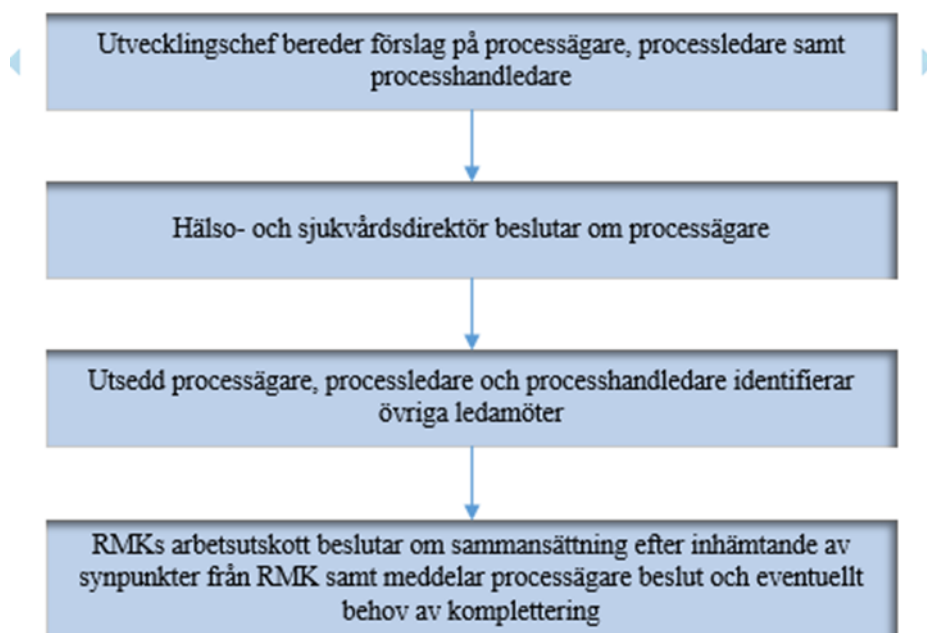 Utvecklingschef bereder förslag på processägare, processledare samt
processhandledare
Hälso- och sjukvårdsdirektör beslutar om processägare
Utsedd processägare, processledare och processhandledare identifierar
övriga ledamöter
RMKs arbetsutskott beslutar om sammansättning efter inhämtande av
synpunkter från RMK samt meddelar processägare beslut och eventuellt
behov av komplettering